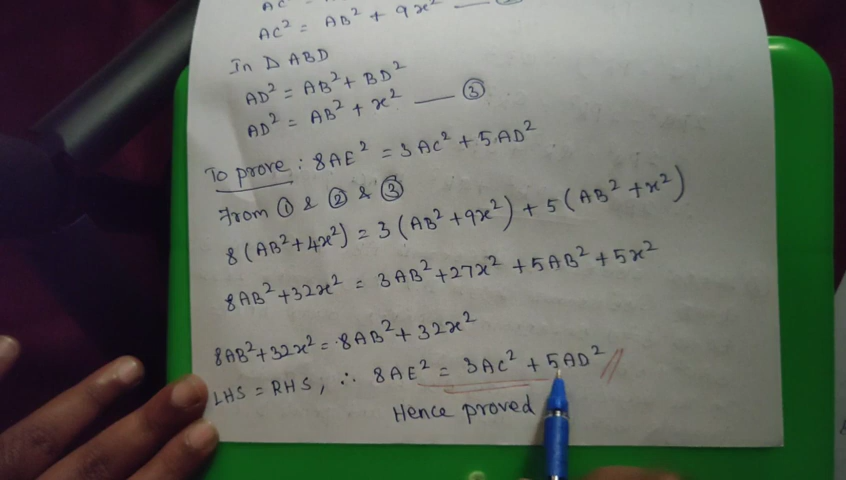 AC² = AB² + 9x²
In D ABD
AD² = AB² + BD²
AD² = AB² + x² — ③
To prove : 8AE² = 3AC² + 5AD²
From ① & ② & ③
8(AB²+4x²) = 3(AB²+9x²) + 5(AB²+x²)
8AB²+32x² = 3AB²+27x² +5AB²+5x²
8AB²+32x² = 8AB²+32x²
LHS = RHS, ∴ 8AE² = 3AC² + 5AD² //
Hence proved